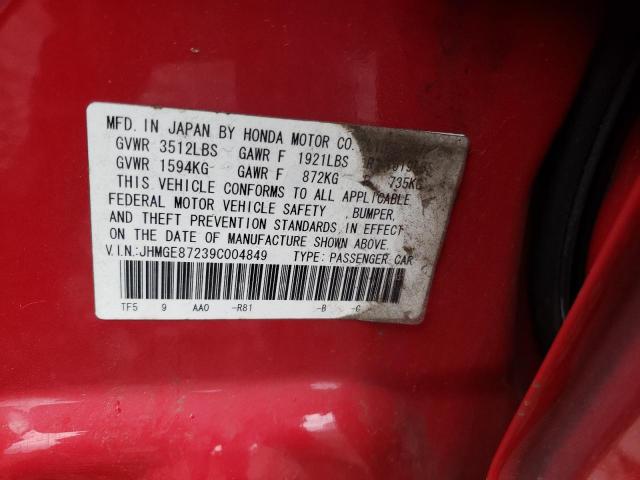 MFD. IN JAPAN BY HONDA MOTOR CO.
GVWR 3512LBS GAWR F 1921LBS
GVWR 1594KG GAWR F 872KG 735KG
THIS VEHICLE CONFORMS TO ALL APPLICABLE
FEDERAL MOTOR VEHICLE SAFETY , BUMPER,
AND THEFT PREVENTION STANDARDS, IN EFFECT
ON THE DATE OF MANUFACTURE SHOWN ABOVE.
V.I.N.:JHMGE87239C004849 TYPE: PASSENGER CAR
TF5 9 AAO -R81 -B -C